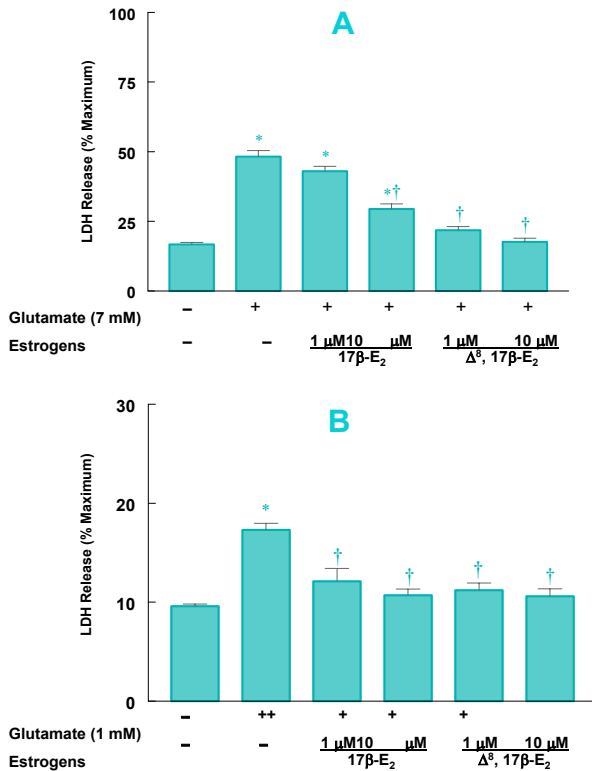 A
100
75
50
25
0
LDH Release (% Maximum)
* * *† † †
Glutamate (7 mM) – + + + + +
Estrogens – – 1 µM10 µM 1 µM 10 µM
17β-E₂ Δ⁸, 17β-E₂
B
30
20
10
0
LDH Release (% Maximum)
* † † † †
Glutamate (1 mM) – ++ + + +
Estrogens – – 1 µM10 µM 1 µM 10 µM
17β-E₂ Δ⁸, 17β-E₂